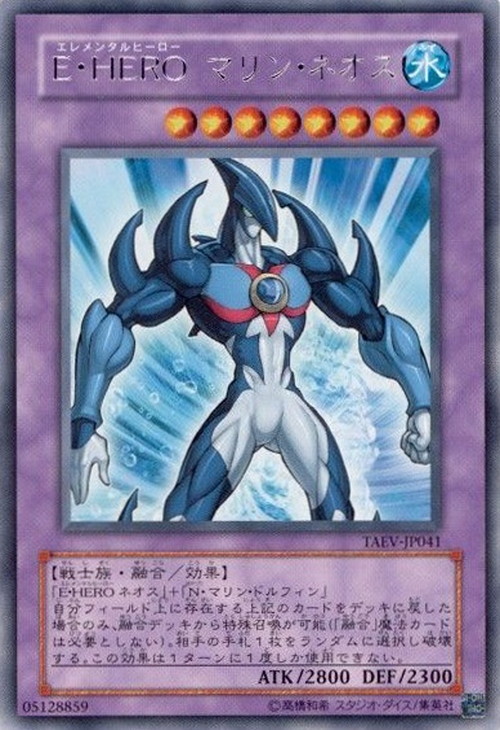 エレメンタルヒーロー
E・HERO マリン・ネオス
水
TAEV-JP041
【戦士族・融合／効果】
「E・HERO ネオス」+「N・マリン・ドルフィン」
自分フィールド上に存在する上記のカードをデッキに戻した
場合のみ、融合デッキから特殊召喚が可能(「融合」魔法カード
は必要としない)。相手の手札1枚をランダムに選択し破壊
する。この効果は1ターンに1度しか使用できない。
ATK/2800 DEF/2300
05128859
©高橋和希 スタジオ・ダイス/集英社